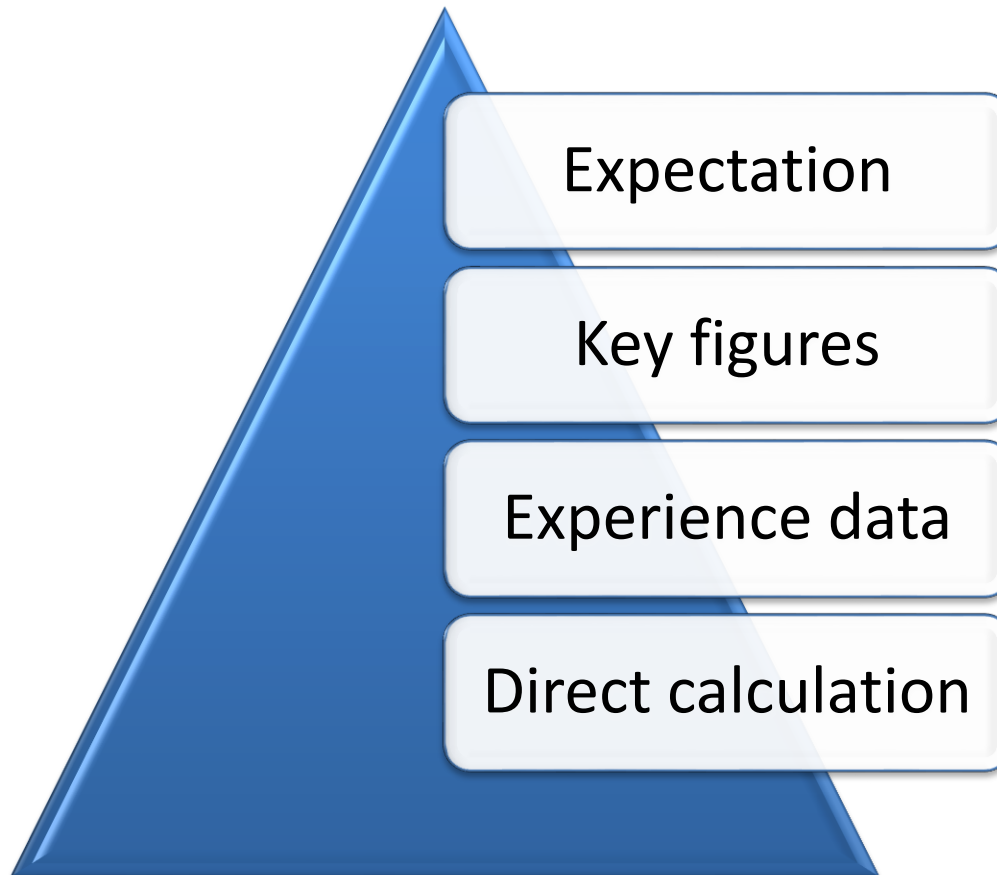 Expectation
Key figures
Experience data
Direct calculation